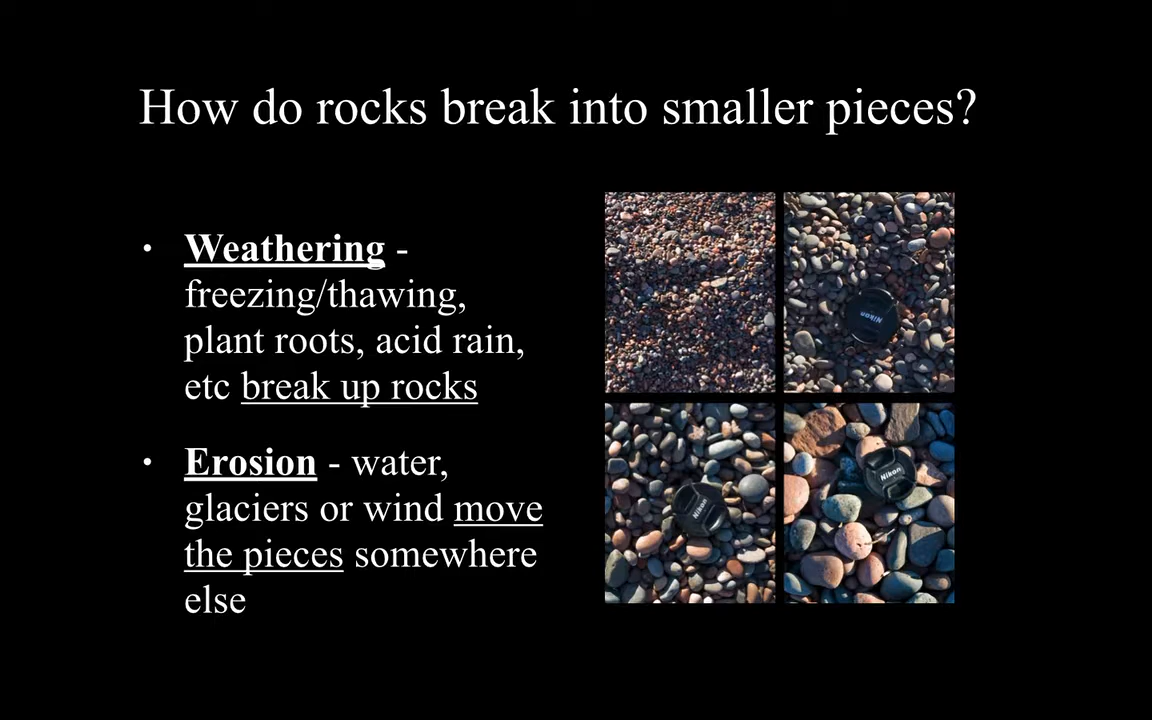 How do rocks break into smaller pieces?
• Weathering -
freezing/thawing,
plant roots, acid rain,
etc break up rocks
• Erosion - water,
glaciers or wind move
the pieces somewhere
else
Nikon
Nikon
Nikon